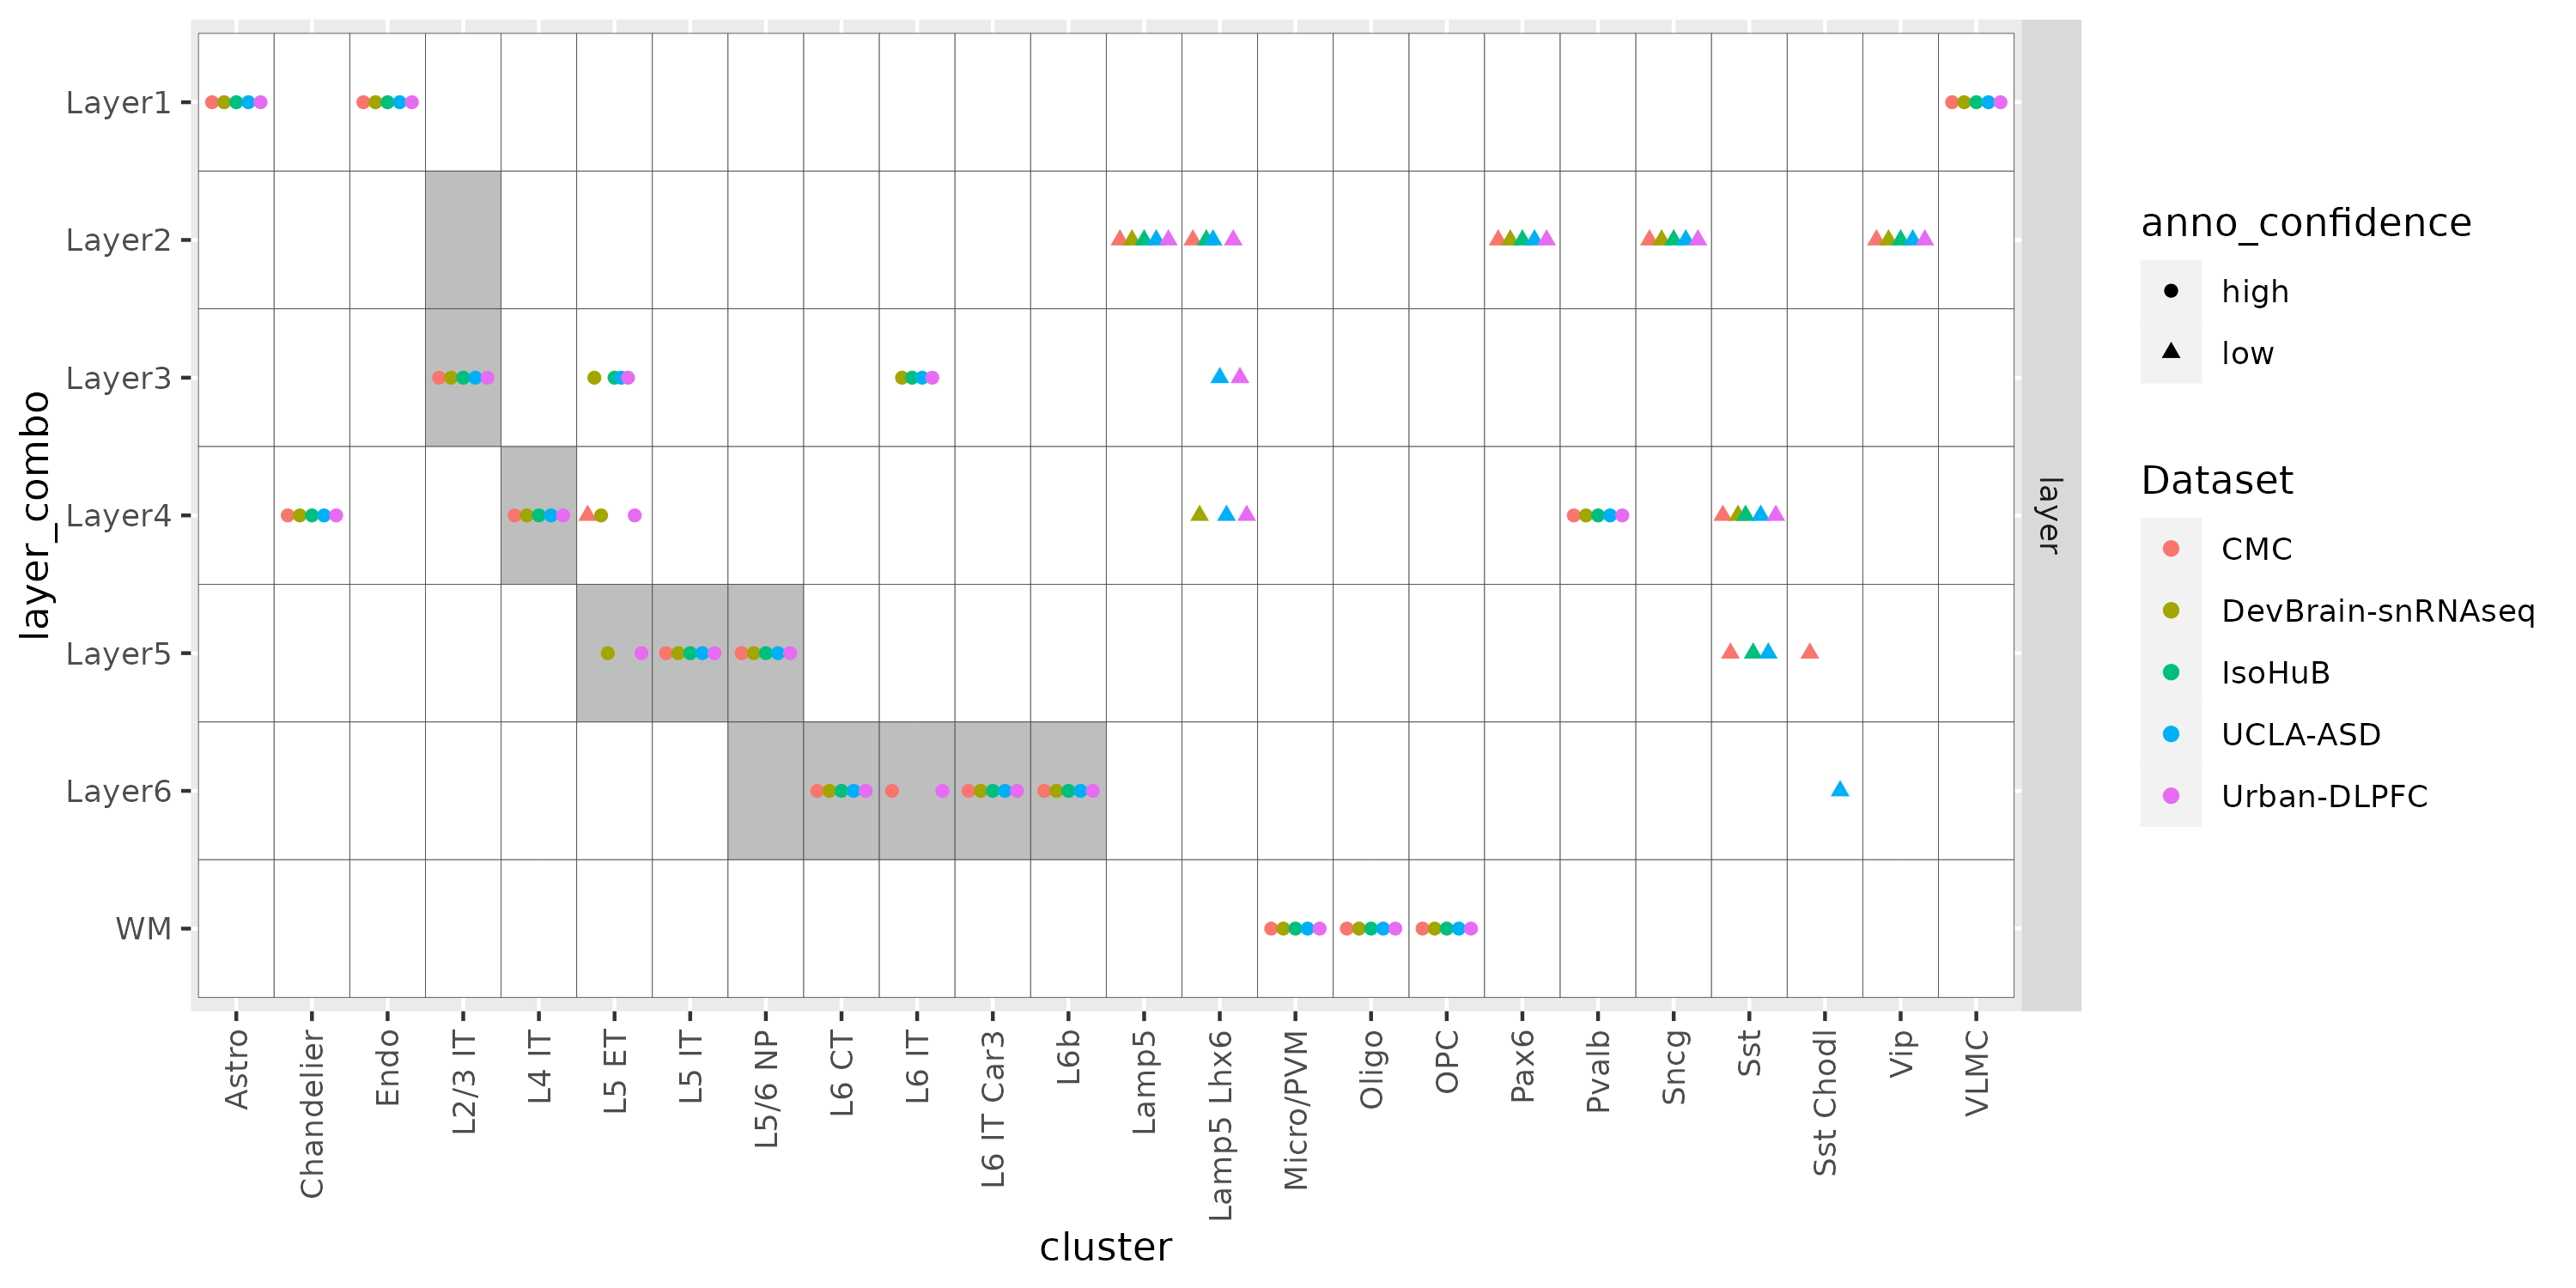 layer_combo
Layer1
Layer2
Layer3
Layer4
Layer5
Layer6
WM
layer
Astro
Chandelier
Endo
L2/3 IT
L4 IT
L5 ET
L5 IT
L5/6 NP
L6 CT
L6 IT
L6 IT Car3
L6b
Lamp5
Lamp5 Lhx6
Micro/PVM
Oligo
OPC
Pax6
Pvalb
Sncg
Sst
Sst Chodl
Vip
VLMC
cluster
anno_confidence
high
low
Dataset
CMC
DevBrain-snRNAseq
IsoHuB
UCLA-ASD
Urban-DLPFC